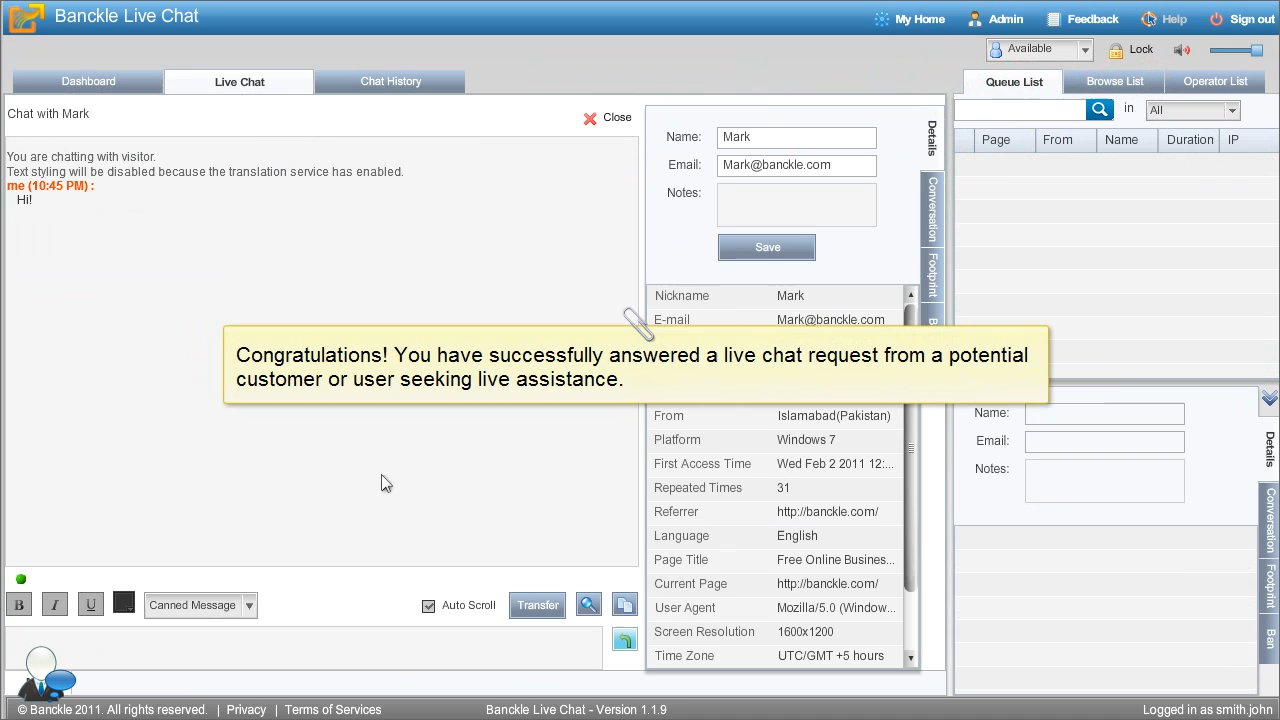 Banckle Live Chat
My Home
Admin
Feedback
Help
Sign out
Available
Lock
Dashboard
Live Chat
Chat History
Queue List
Browse List
Operator List
Chat with Mark
Close
in
All
Page
From
Name
Duration
IP
You are chatting with visitor.
Text styling will be disabled because the translation service has enabled.
me (10:45 PM) :
Hi!
Name:
Mark
Email:
Mark@banckle.com
Notes:
Save
Details
Conversation
Footprint
B
Nickname Mark
E-mail Mark@banckle.com
Congratulations! You have successfully answered a live chat request from a potential
customer or user seeking live assistance.
From Islamabad(Pakistan)
Platform Windows 7
First Access Time Wed Feb 2 2011 12:...
Repeated Times 31
Referrer http://banckle.com/
Language English
Page Title Free Online Busines...
Current Page http://banckle.com/
User Agent Mozilla/5.0 (Window...
Screen Resolution 1600x1200
Time Zone UTC/GMT +5 hours
Name:
Email:
Notes:
Details
Conversation
Footprint
Ban
B
I
U
Canned Message
Auto Scroll
Transfer
© Banckle 2011. All rights reserved. | Privacy | Terms of Services
Banckle Live Chat - Version 1.1.9
Logged in as smith.john